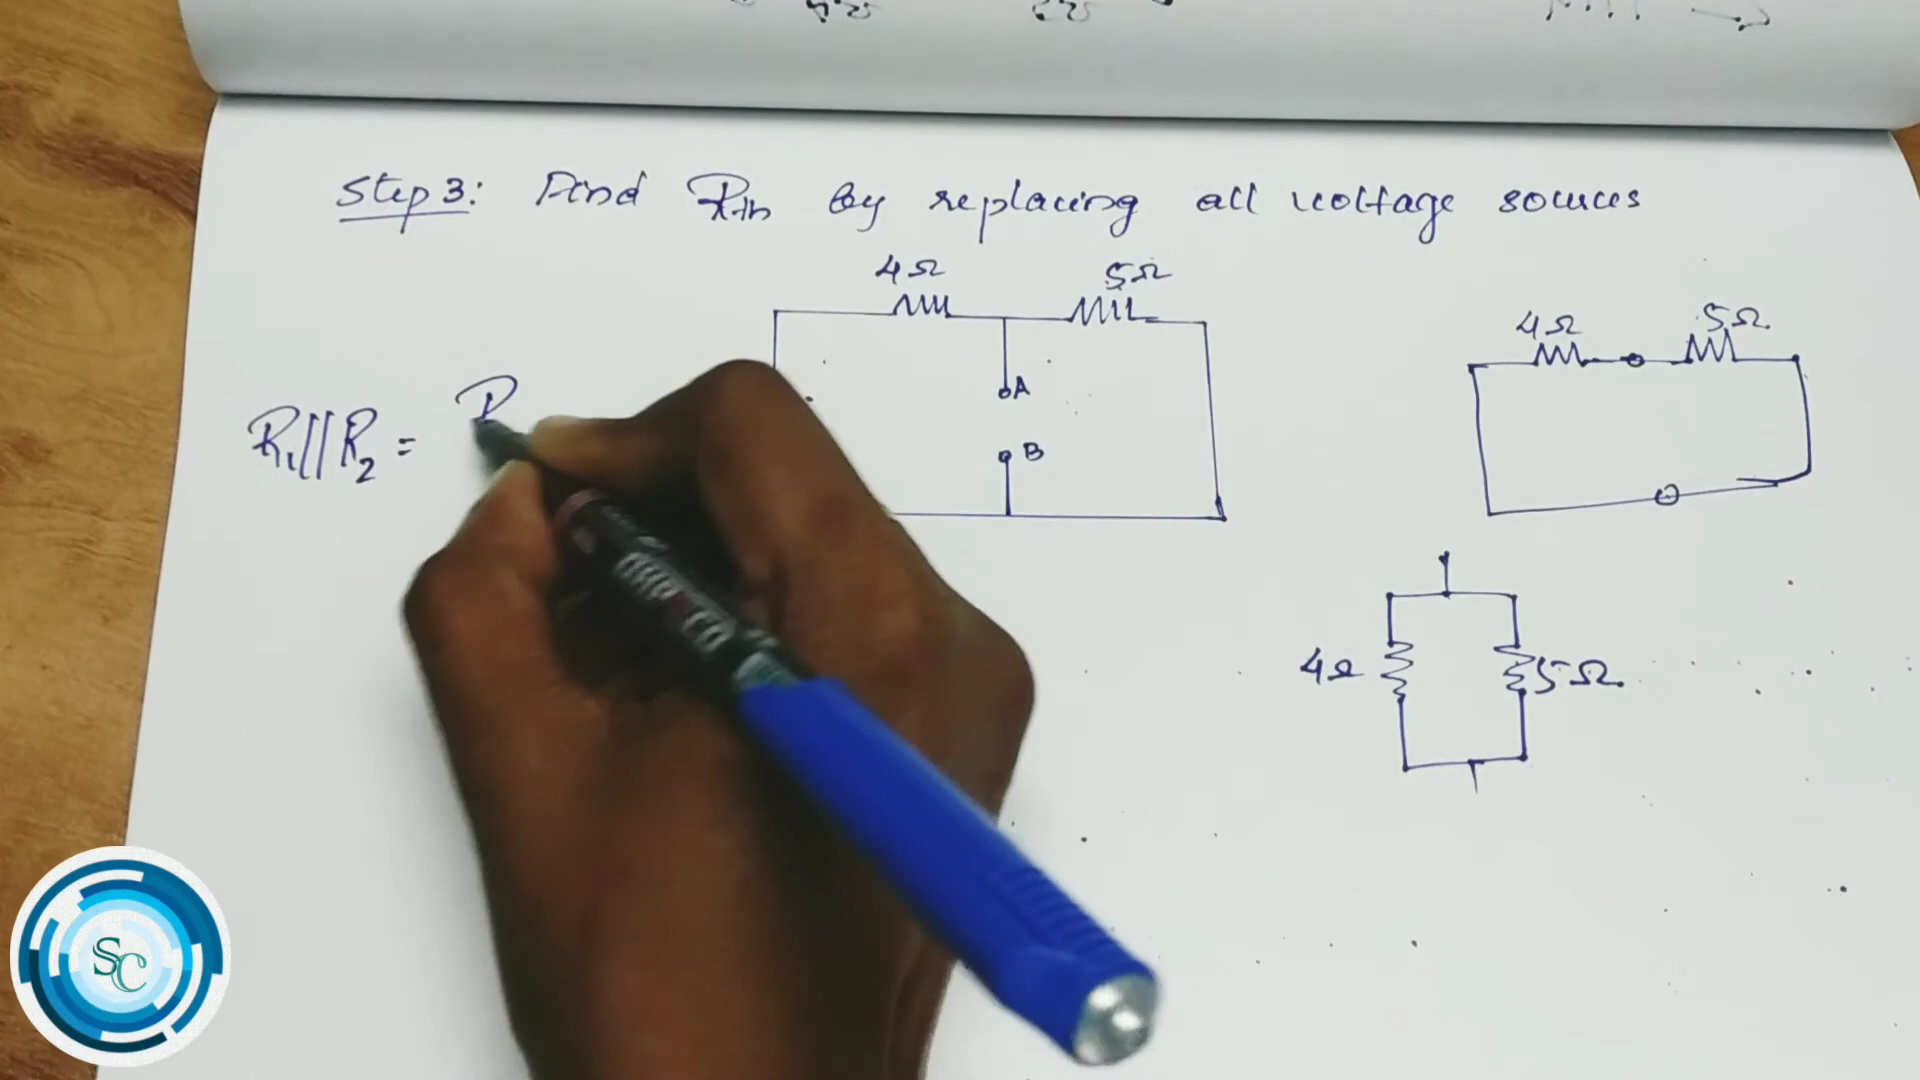 Step 3: Find Rth by replacing all voltage sources
4Ω 5Ω
4Ω 5Ω
A
R1//R2 = R
B
4Ω 5Ω
SC